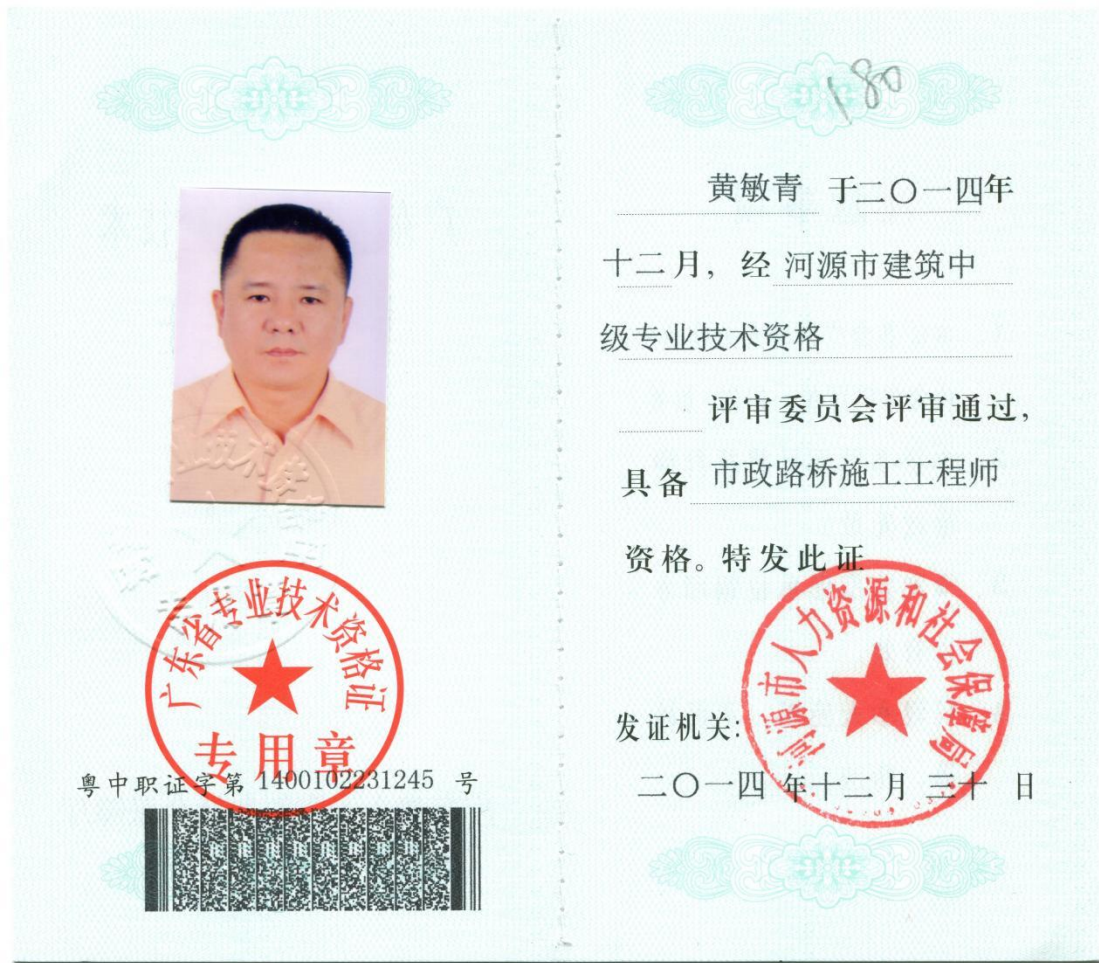 广东省专业技术资格证
专用章
粤中职证字第 1400102231245 号
180
黄敏青 于二〇一四年
十二月，经 河源市建筑中
级专业技术资格
评审委员会评审通过，
具备 市政路桥施工工程师
资格。特发此证
河源市人力资源和社会保障局
发证机关：
二〇一四 年十二月 三十 日